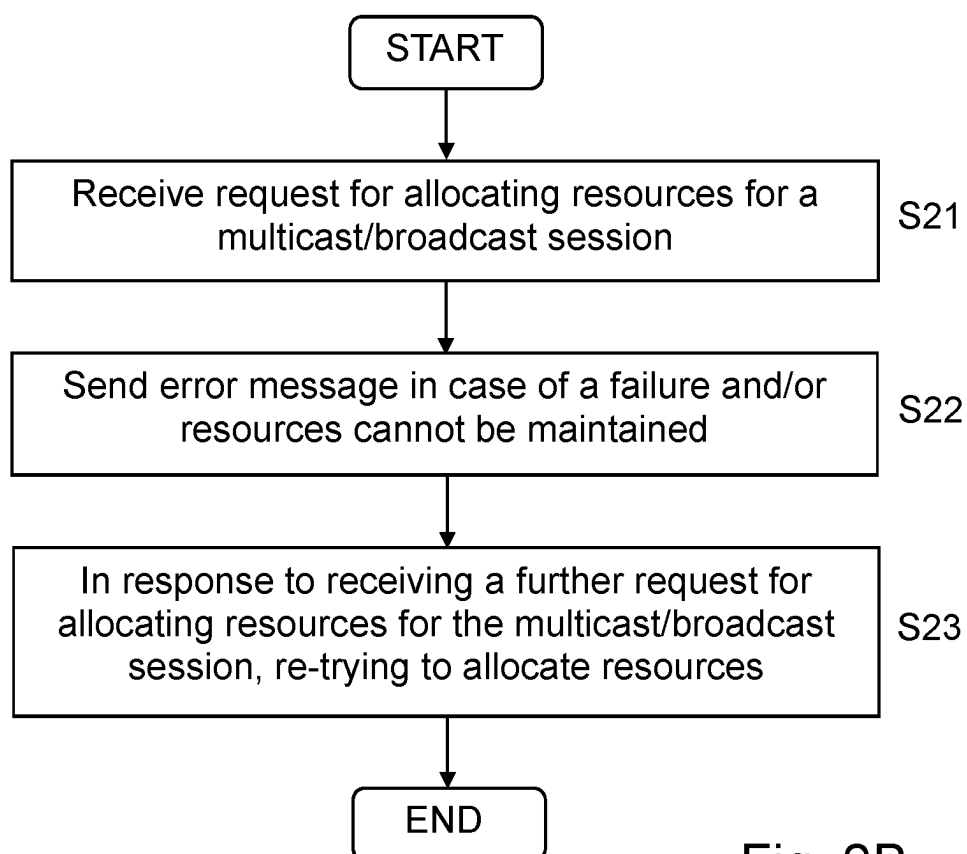 START
Receive request for allocating resources for a
multicast/broadcast session
S21
Send error message in case of a failure and/or
resources cannot be maintained
S22
In response to receiving a further request for
allocating resources for the multicast/broadcast
session, re-trying to allocate resources
S23
END